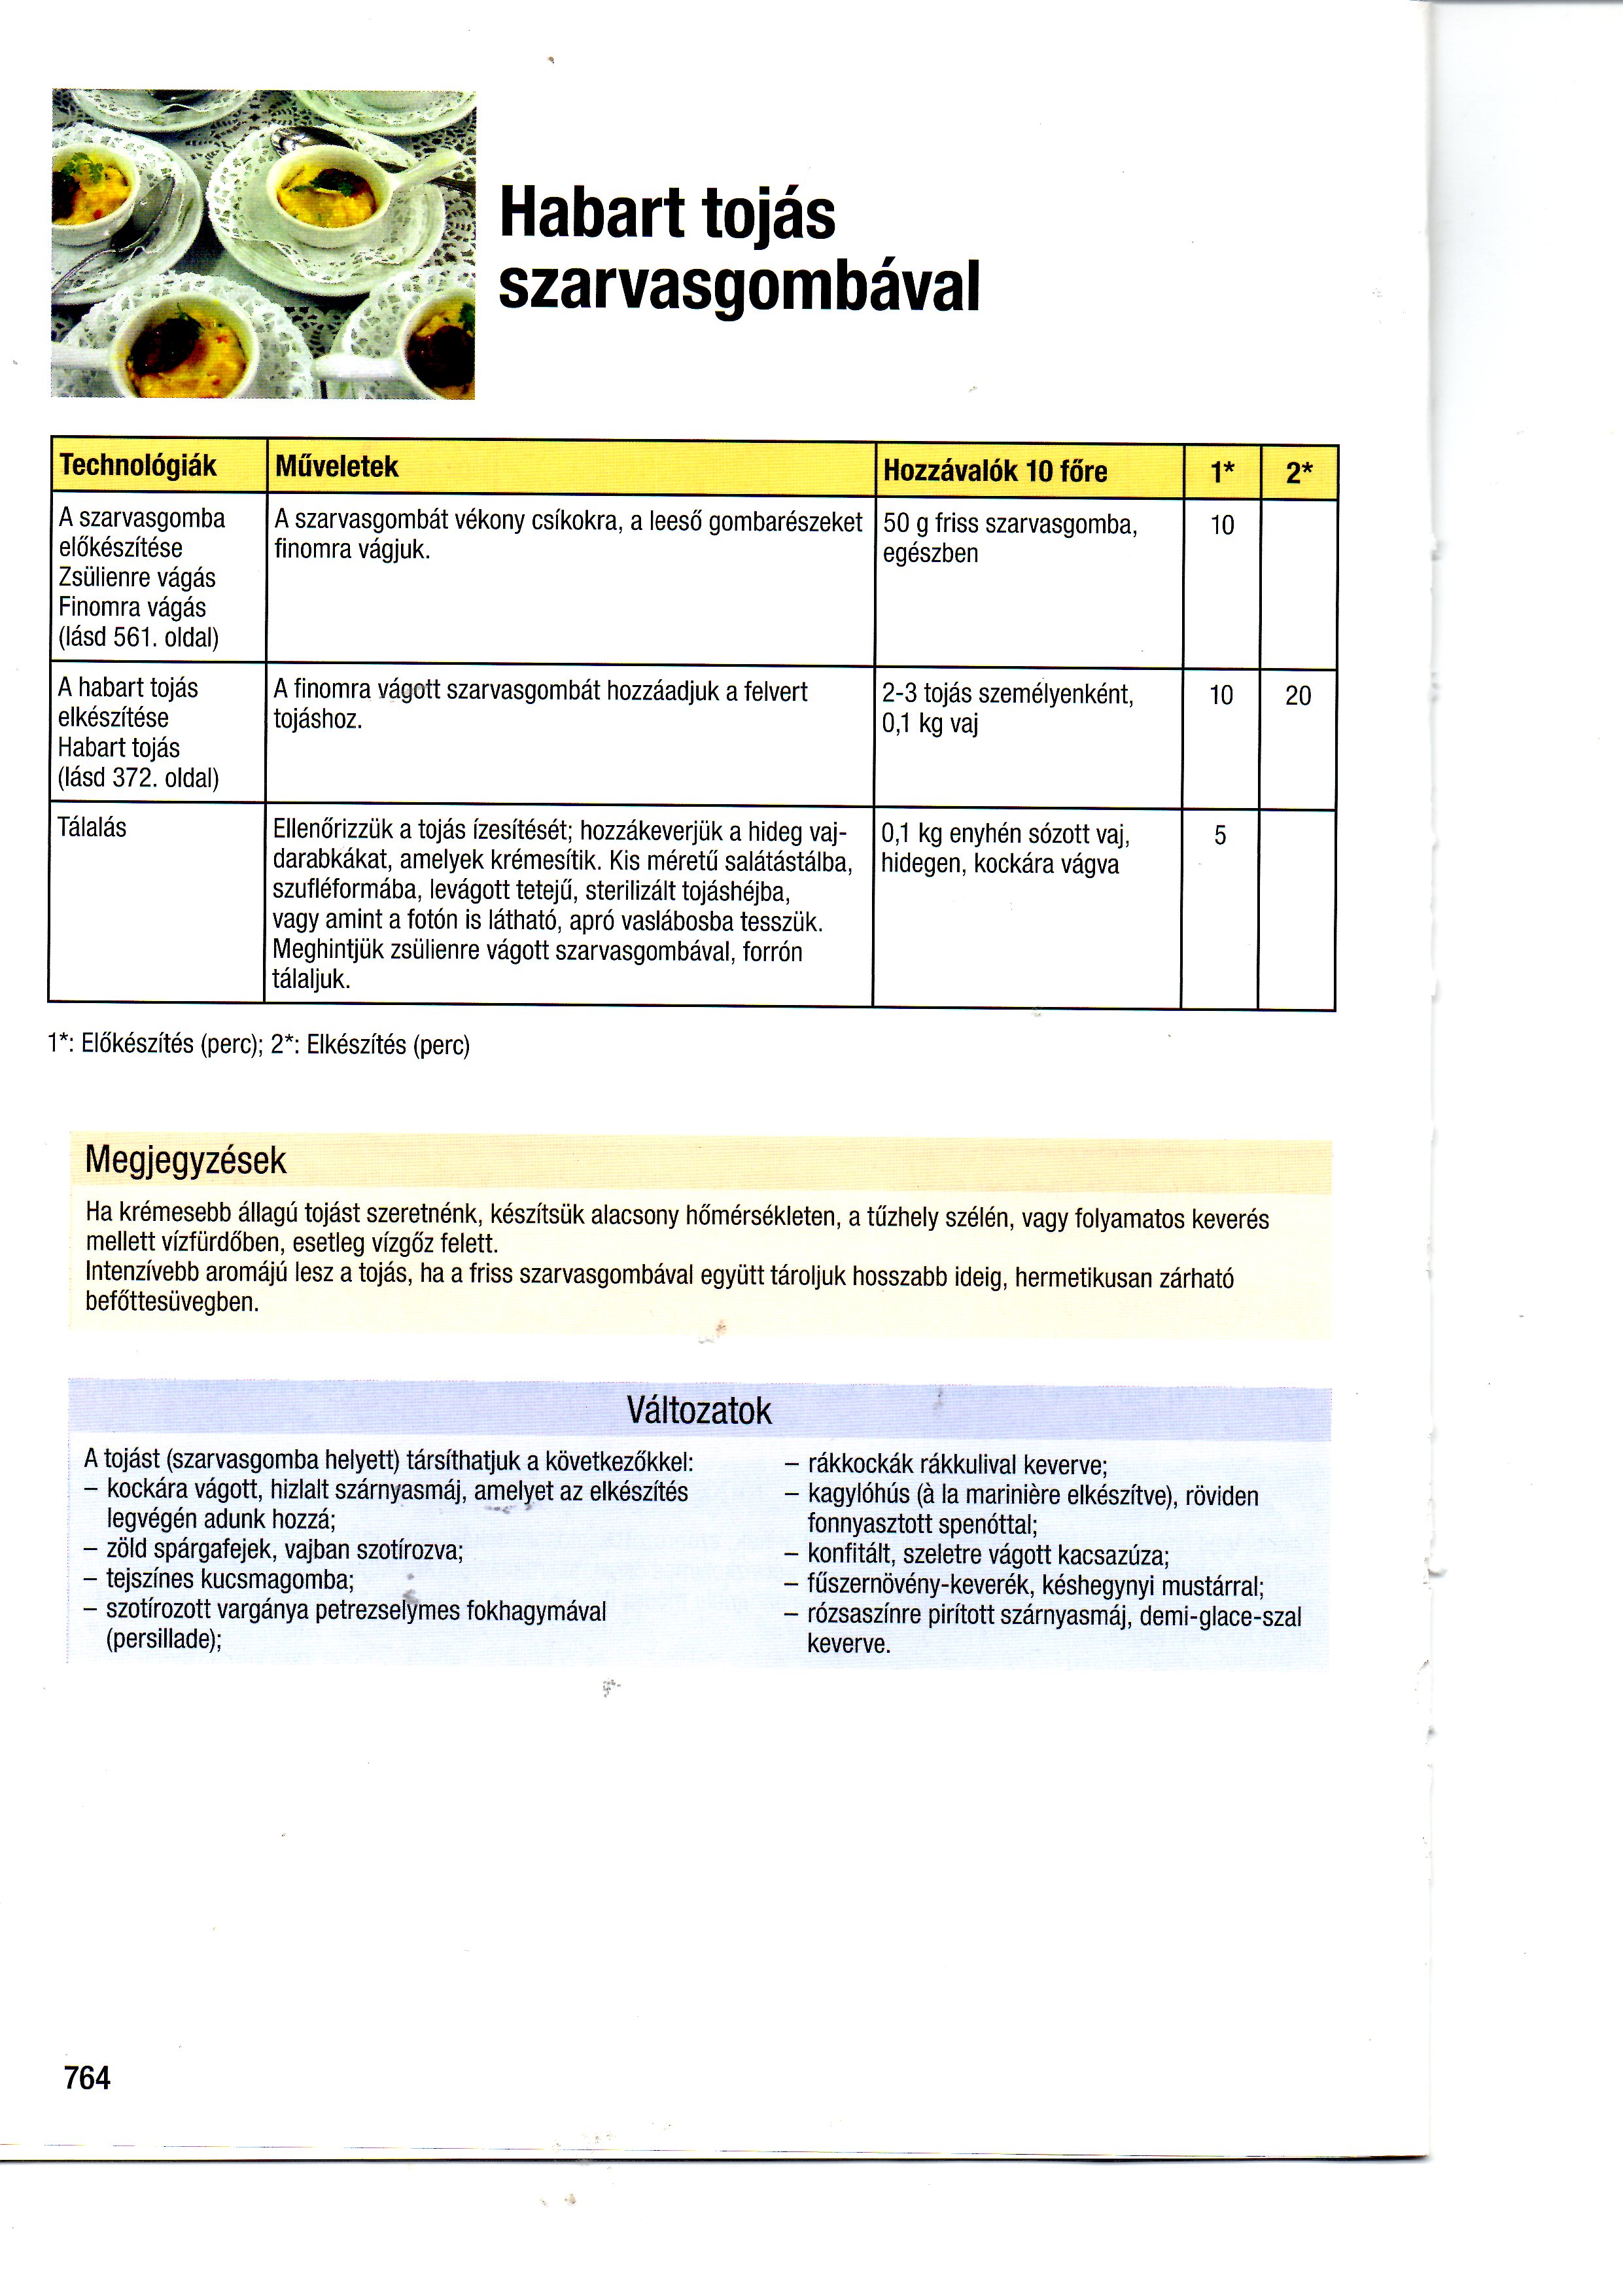 Habart tojás
szarvasgombával
Technológiák
Műveletek
Hozzávalók 10 főre
1*
2*
A szarvasgomba
előkészítése
Zsülienre vágás
Finomra vágás
(lásd 561. oldal)
A szarvasgombát vékony csíkokra, a leeső gombarészeket
finomra vágjuk.
50 g friss szarvasgomba,
egészben
10
A habart tojás
elkészítése
Habart tojás
(lásd 372. oldal)
A finomra vágott szarvasgombát hozzáadjuk a felvert
tojáshoz.
2-3 tojás személyenként,
0,1 kg vaj
10
20
Tálalás
Ellenőrizzük a tojás ízesítését; hozzákeverjük a hideg vaj-
darabkákat, amelyek krémesítik. Kis méretű salátástálba,
szufléformába, levágott tetejű, sterilizált tojáshéjba,
vagy amint a fotón is látható, apró vaslábosba tesszük.
Meghintjük zsülienre vágott szarvasgombával, forrón
tálaljuk.
0,1 kg enyhén sózott vaj,
hidegen, kockára vágva
5
1*: Előkészítés (perc); 2*: Elkészítés (perc)
Megjegyzések
Ha krémesebb állagú tojást szeretnénk, készítsük alacsony hőmérsékleten, a tűzhely szélén, vagy folyamatos keverés
mellett vízfürdőben, esetleg vízgőz felett.
Intenzívebb aromájú lesz a tojás, ha a friss szarvasgombával együtt tároljuk hosszabb ideig, hermetikusan zárható
befőttesüvegben.
Változatok
A tojást (szarvasgomba helyett) társíthatjuk a következőkkel:
– kockára vágott, hizlalt szárnyasmáj, amelyet az elkészítés
legvégén adunk hozzá;
– zöld spárgafejek, vajban szotírozva;
– tejszínes kucsmagomba;
– szotírozott vargánya petrezselymes fokhagymával
(persillade);
– rákkockák rákkulival keverve;
– kagylóhús (à la marinière elkészítve), röviden
fonnyasztott spenóttal;
– konfitált, szeletre vágott kacsazúza;
– fűszernövény-keverék, késhegynyi mustárral;
– rózsaszínre pirított szárnyasmáj, demi-glace-szal
keverve.
764